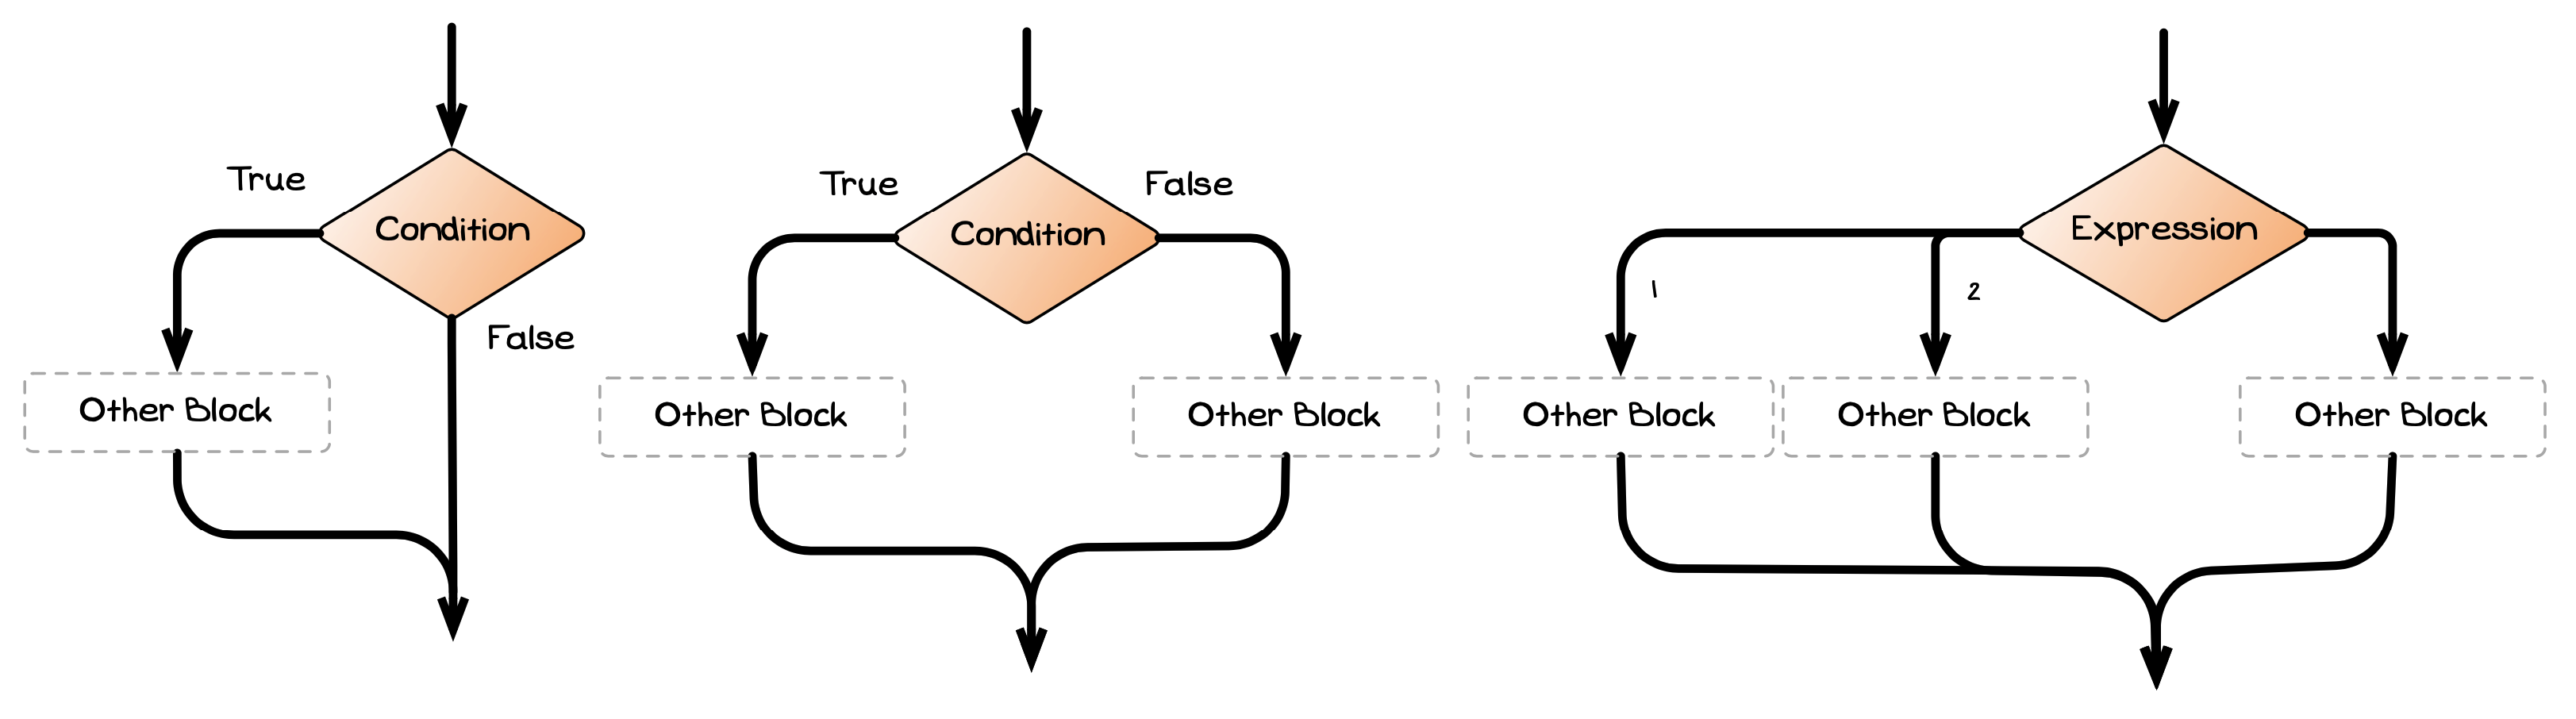 True
Condition
False
Other Block
True
False
Condition
Other Block
Other Block
Expression
1
2
Other Block
Other Block
Other Block